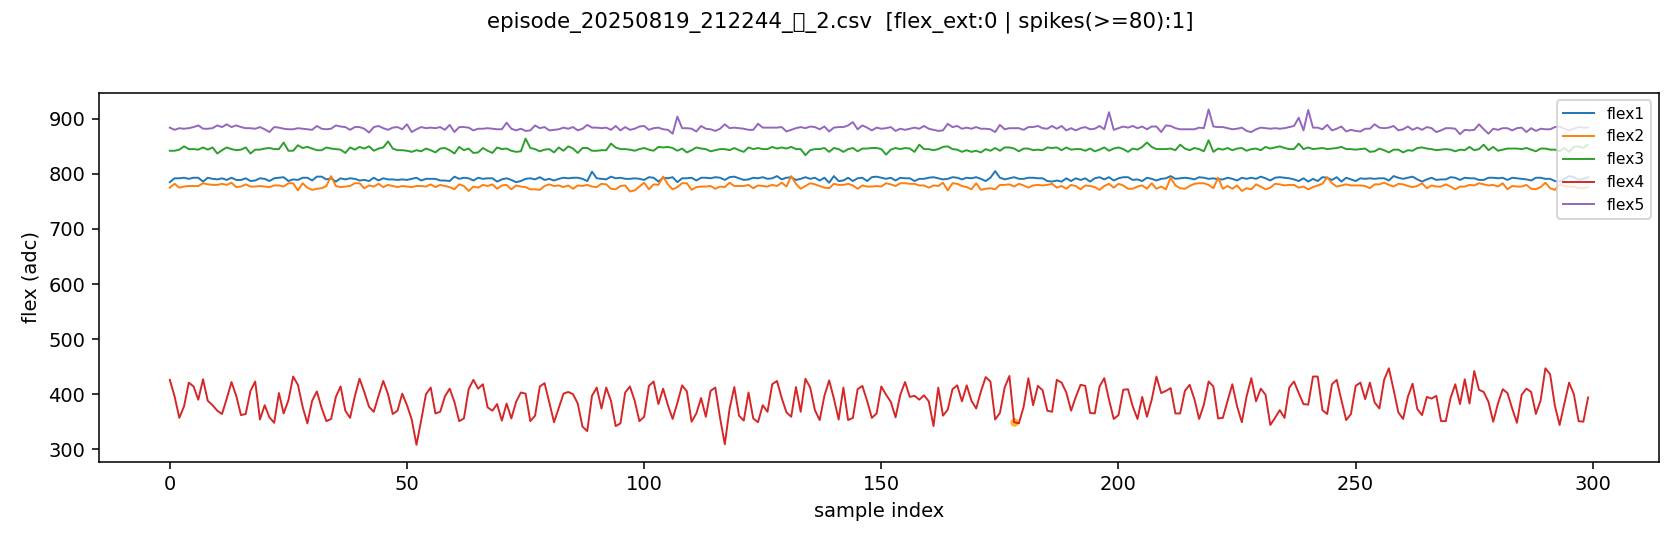 episode_20250819_212244_▯_2.csv [flex_ext:0 | spikes(>=80):1]
flex (adc)
900
800
700
600
500
400
300
flex1
flex2
flex3
flex4
flex5
0
50
100
150
200
250
300
sample index